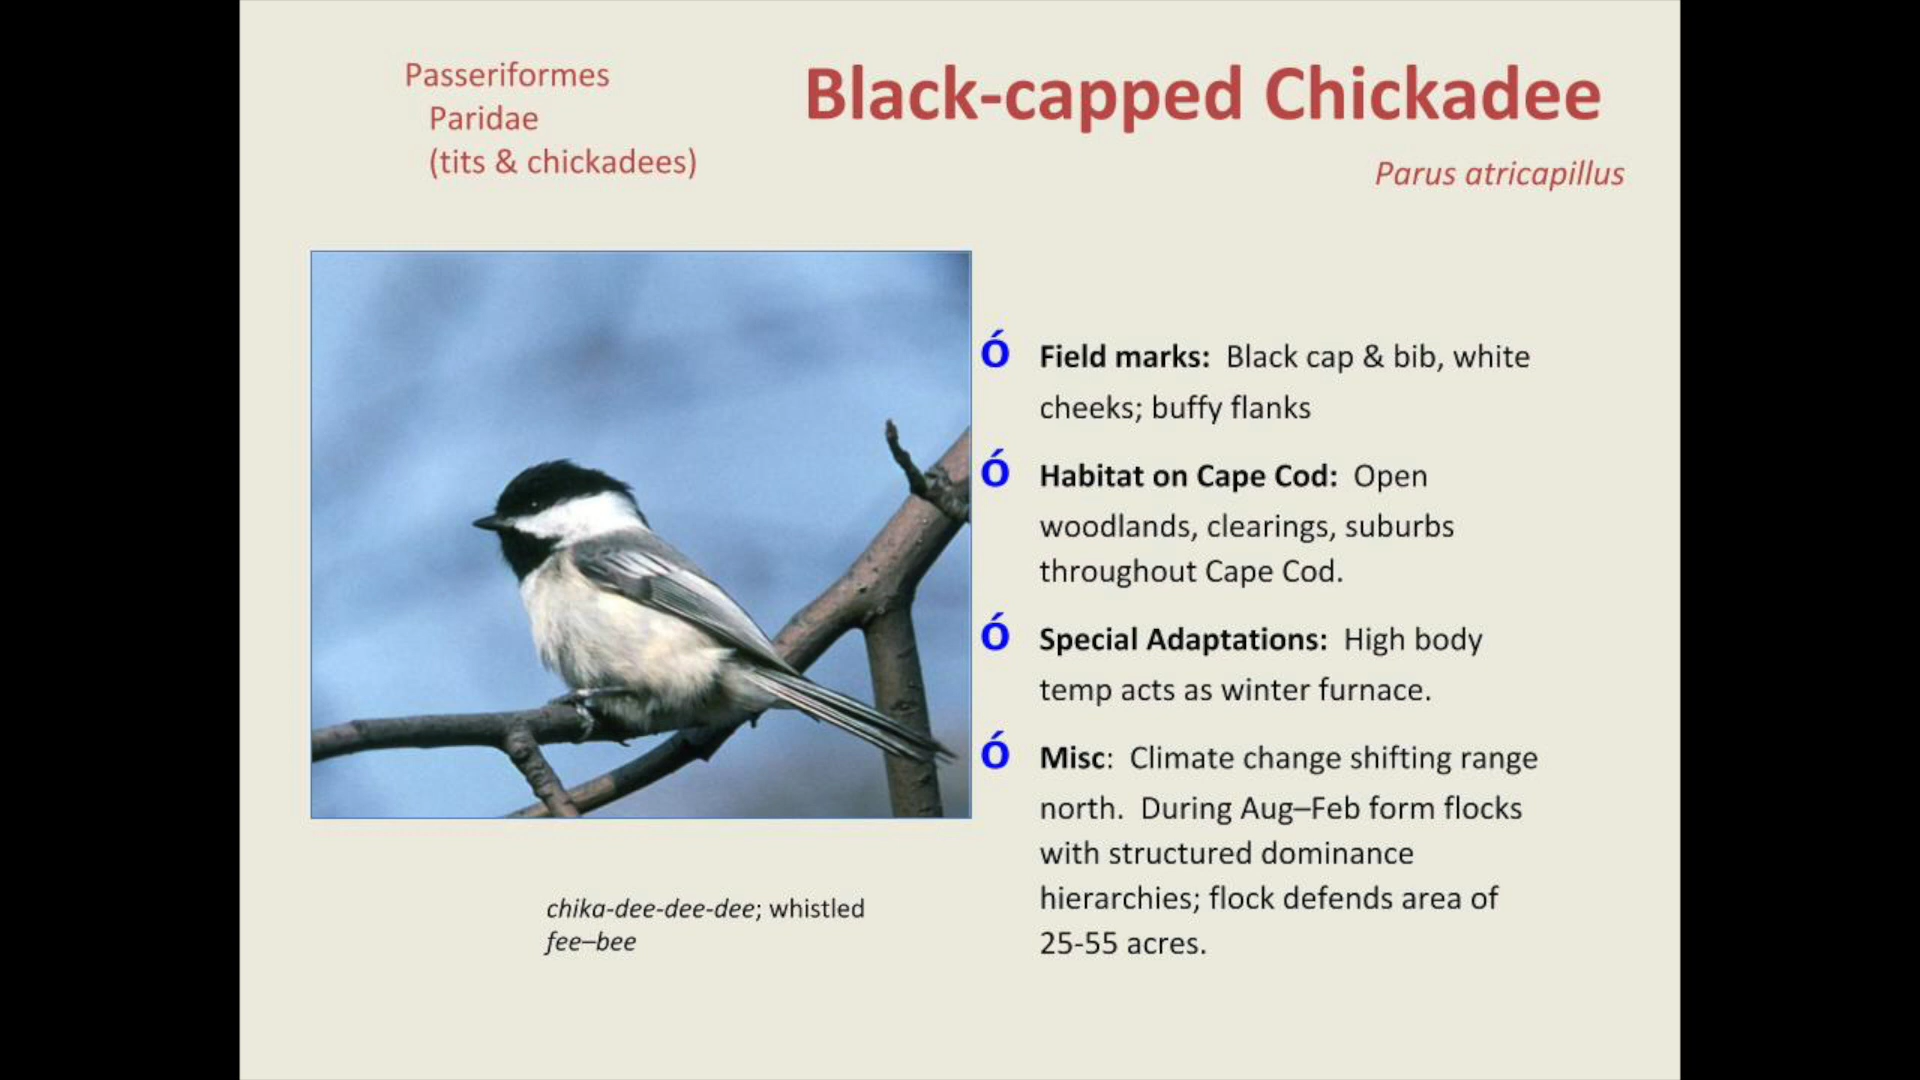 Passeriformes
Paridae
(tits & chickadees)
Black-capped Chickadee
Parus atricapillus
Ó Field marks: Black cap & bib, white
cheeks; buffy flanks
Ó Habitat on Cape Cod: Open
woodlands, clearings, suburbs
throughout Cape Cod.
Ó Special Adaptations: High body
temp acts as winter furnace.
Ó Misc: Climate change shifting range
north. During Aug–Feb form flocks
with structured dominance
hierarchies; flock defends area of
25-55 acres.
chika-dee-dee-dee; whistled
fee–bee